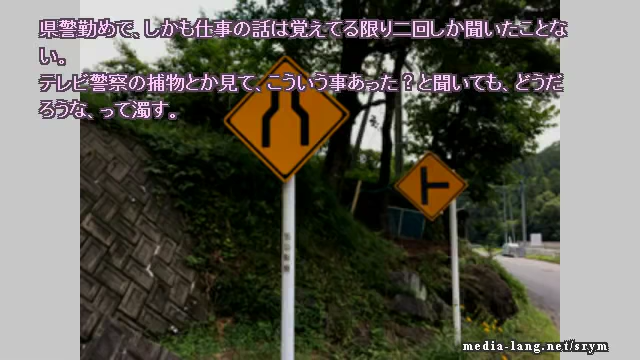 県警勤めで、しかも仕事の話は覚えてる限り二回しか聞いたことな
い。
テレビ警察の捕物とか見て、こういう事あった？と聞いても、どうだ
ろうな、って濁す。
media-lang.net/srym